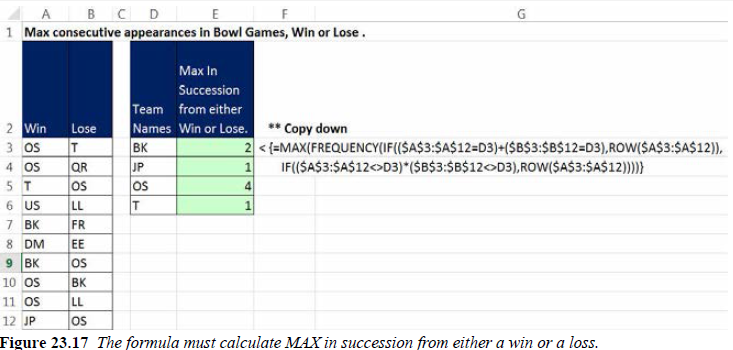 A B C D E F G
1 Max consecutive appearances in Bowl Games, Win or Lose .
Max In
Succession
Team from either
2 Win Lose Names Win or Lose. ** Copy down
3 OS T BK 2 < {=MAX(FREQUENCY(IF(($A$3:$A$12=D3)+($B$3:$B$12=D3),ROW($A$3:$A$12)),
4 OS QR JP 1 IF(($A$3:$A$12<>D3)*($B$3:$B$12<>D3),ROW($A$3:$A$12))))}
5 T OS OS 4
6 US LL T 1
7 BK FR
8 DM EE
9 BK OS
10 OS BK
11 OS LL
12 JP OS
Figure 23.17 The formula must calculate MAX in succession from either a win or a loss.